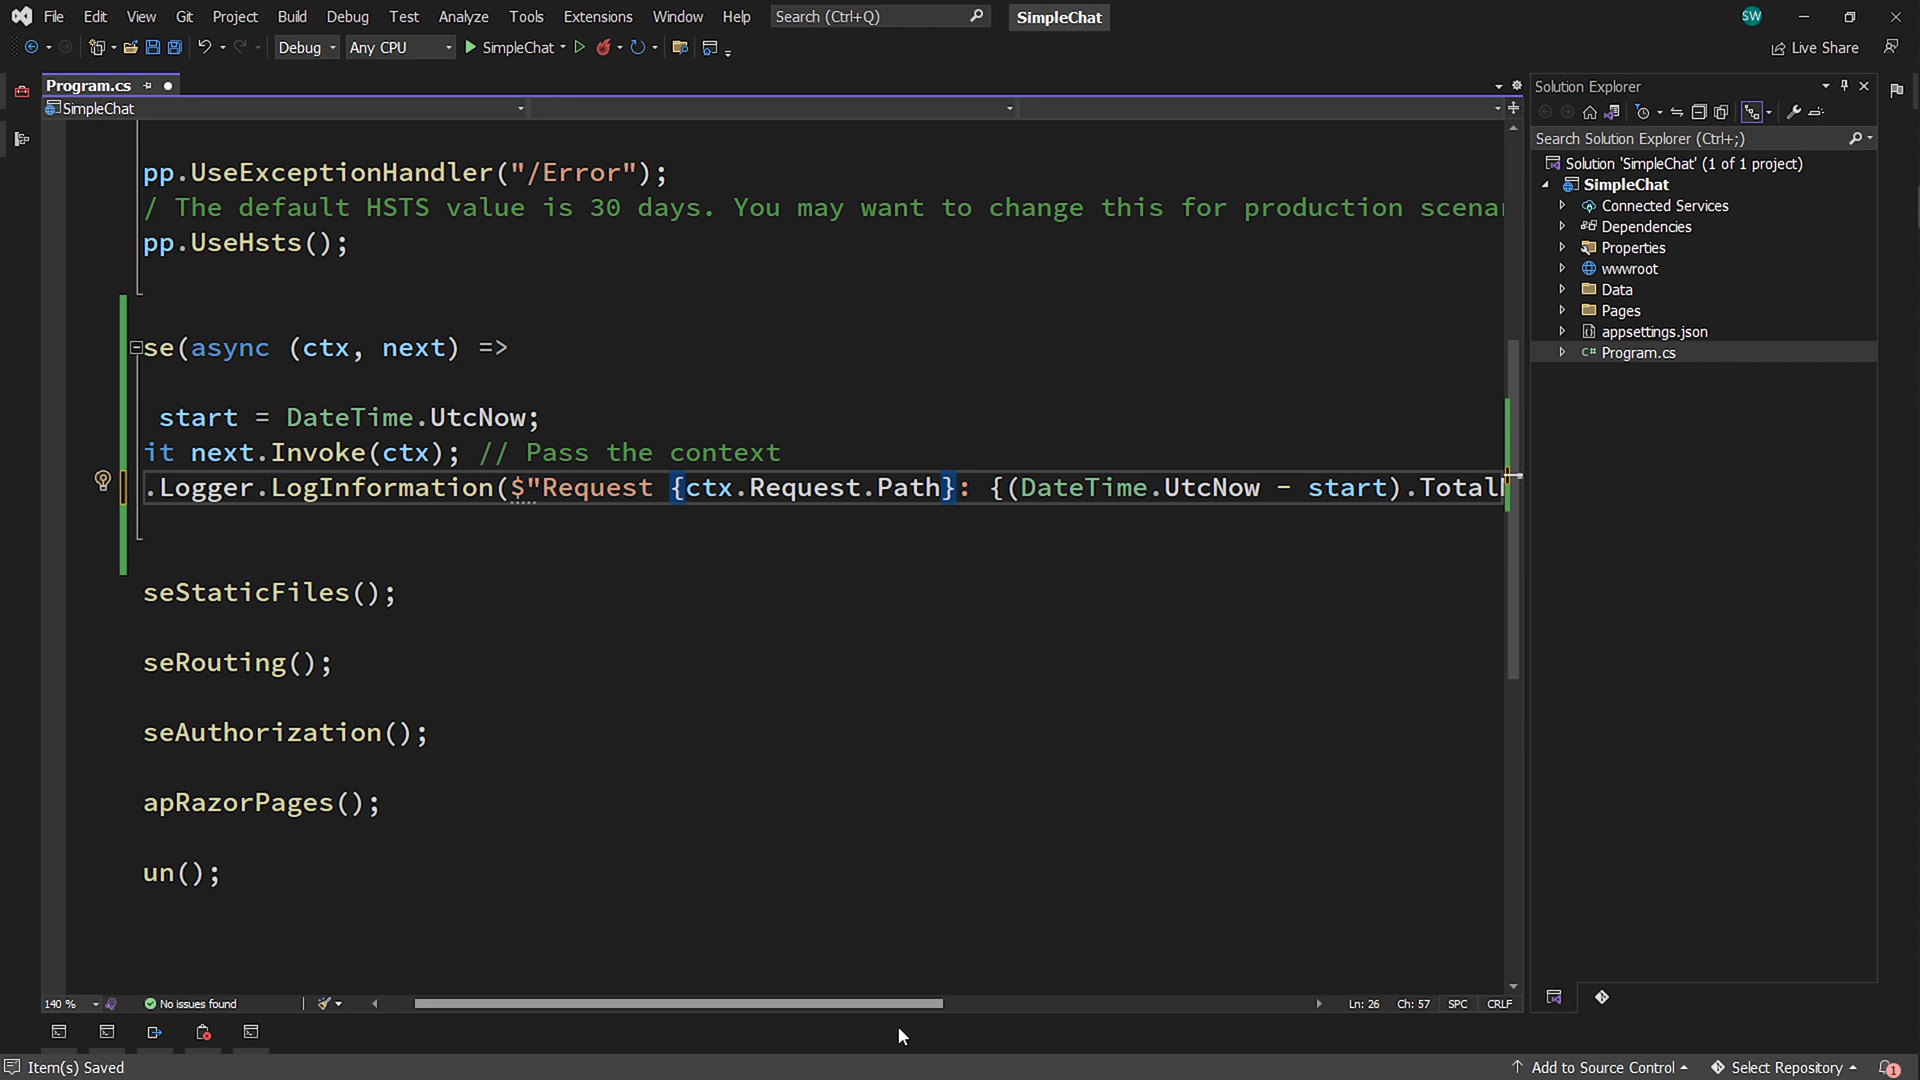 File Edit View Git Project Build Debug Test Analyze Tools Extensions Window Help Search (Ctrl+Q) SimpleChat SW
Debug Any CPU SimpleChat Live Share
Program.cs
SimpleChat
pp.UseExceptionHandler("/Error");
/ The default HSTS value is 30 days. You may want to change this for production scenar
pp.UseHsts();
se(async (ctx, next) =>
start = DateTime.UtcNow;
it next.Invoke(ctx); // Pass the context
.Logger.LogInformation($"Request {ctx.Request.Path}: {(DateTime.UtcNow - start).Total
seStaticFiles();
seRouting();
seAuthorization();
apRazorPages();
un();
140 % No issues found Ln: 26 Ch: 57 SPC CRLF
Solution Explorer
Search Solution Explorer (Ctrl+;)
Solution 'SimpleChat' (1 of 1 project)
SimpleChat
Connected Services
Dependencies
Properties
wwwroot
Data
Pages
appsettings.json
C# Program.cs
Item(s) Saved Add to Source Control Select Repository 1